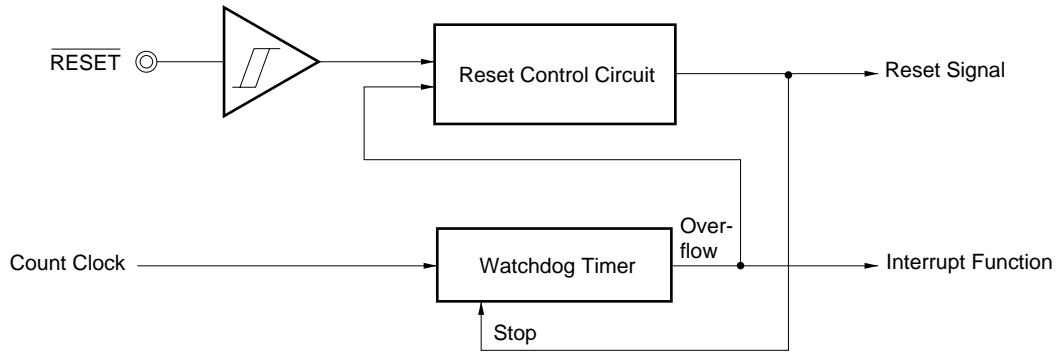 RESET
Reset Control Circuit
Reset Signal
Over-
flow
Count Clock
Watchdog Timer
Interrupt Function
Stop